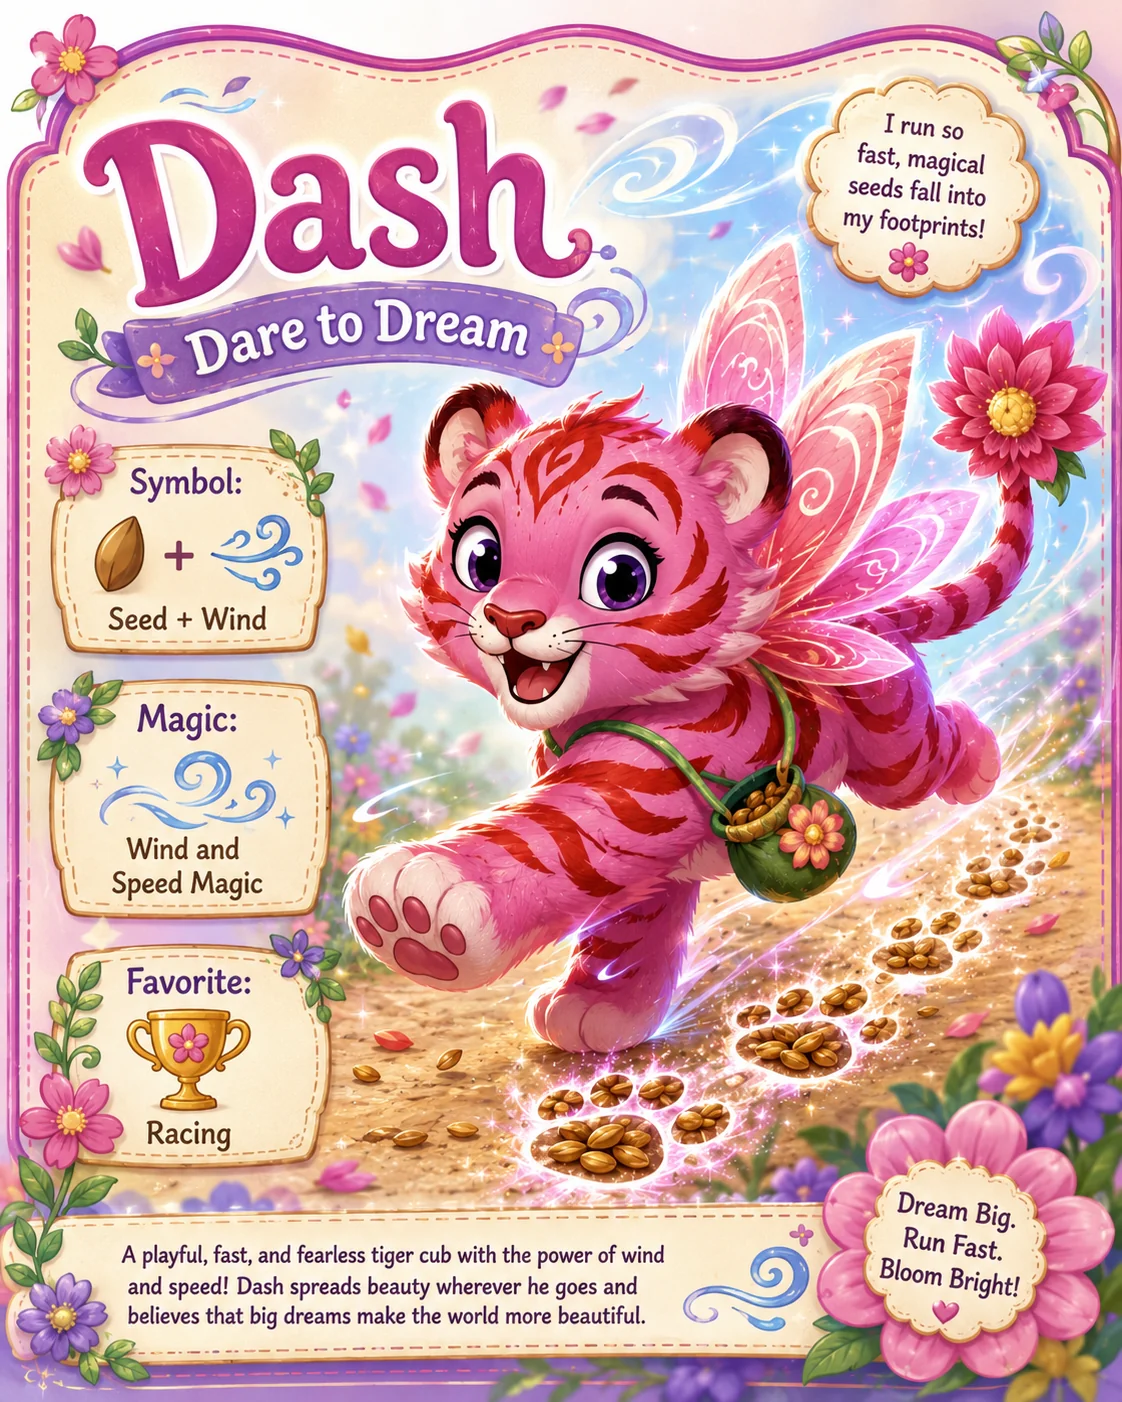 Dash
Dare to Dream
I run so
fast, magical
seeds fall into
my footprints!
Symbol:
+
Seed + Wind
Magic:
Wind and
Speed Magic
Favorite:
Racing
A playful, fast, and fearless tiger cub with the power of wind
and speed! Dash spreads beauty wherever he goes and
believes that big dreams make the world more beautiful.
Dream Big.
Run Fast.
Bloom Bright!